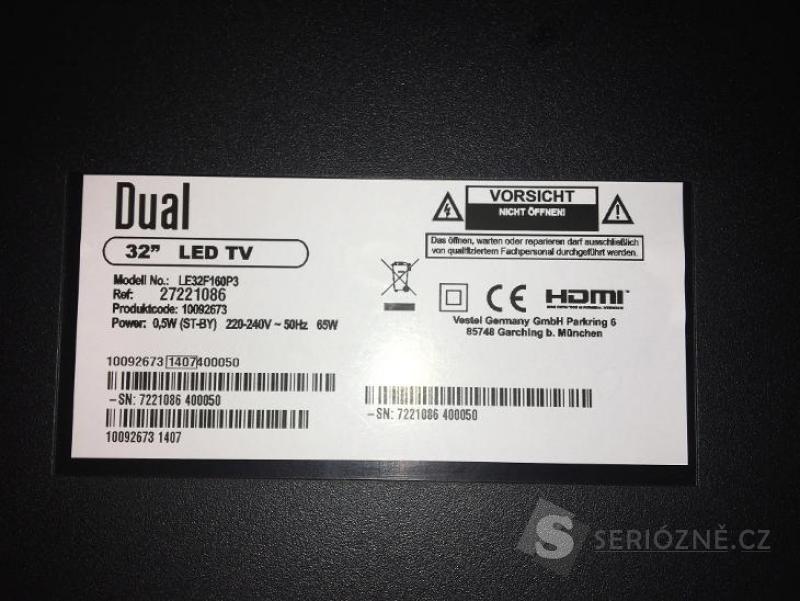 Dual
32” LED TV
Modell No.: LE32F160P3
Ref: 27221086
Produktcode: 10092673
Power: 0,5W (ST-BY) 220-240V ~ 50Hz 65W
VORSICHT
NICHT ÖFFNEN!
Das öffnen, warten oder reparieren darf ausschließlich
von qualifiziertem Fachpersonal durchgeführt werden.
CE HDMI
Vestel Germany GmbH Parkring 6
85748 Garching b. München
10092673 1407400050
-SN: 7221086 400050
10092673 1407
-SN: 7221086 400050
S SERIÓZNĚ.CZ